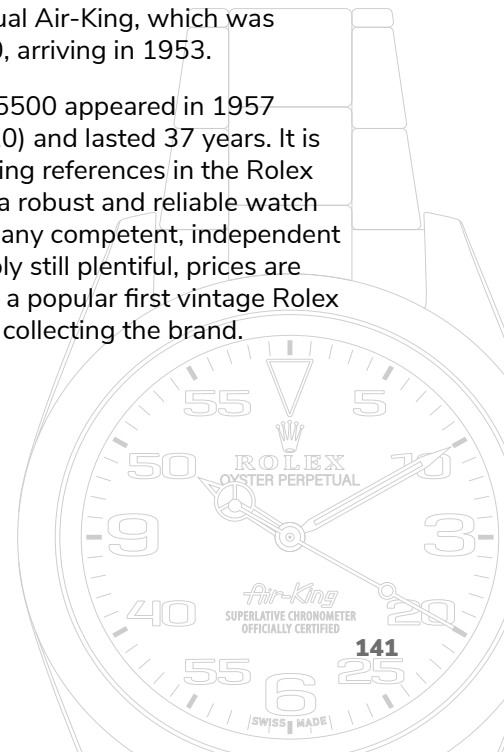 ual Air-King, which was
, arriving in 1953.
5500 appeared in 1957
0) and lasted 37 years. It is
ing references in the Rolex
a robust and reliable watch
any competent, independent
ly still plentiful, prices are
a popular first vintage Rolex
collecting the brand.
55 5
50 ROLEX 10
OYSTER PERPETUAL
9 3
Air-King
40 SUPERLATIVE CHRONOMETER 20
OFFICIALLY CERTIFIED
141
55 25
6
SWISS MADE